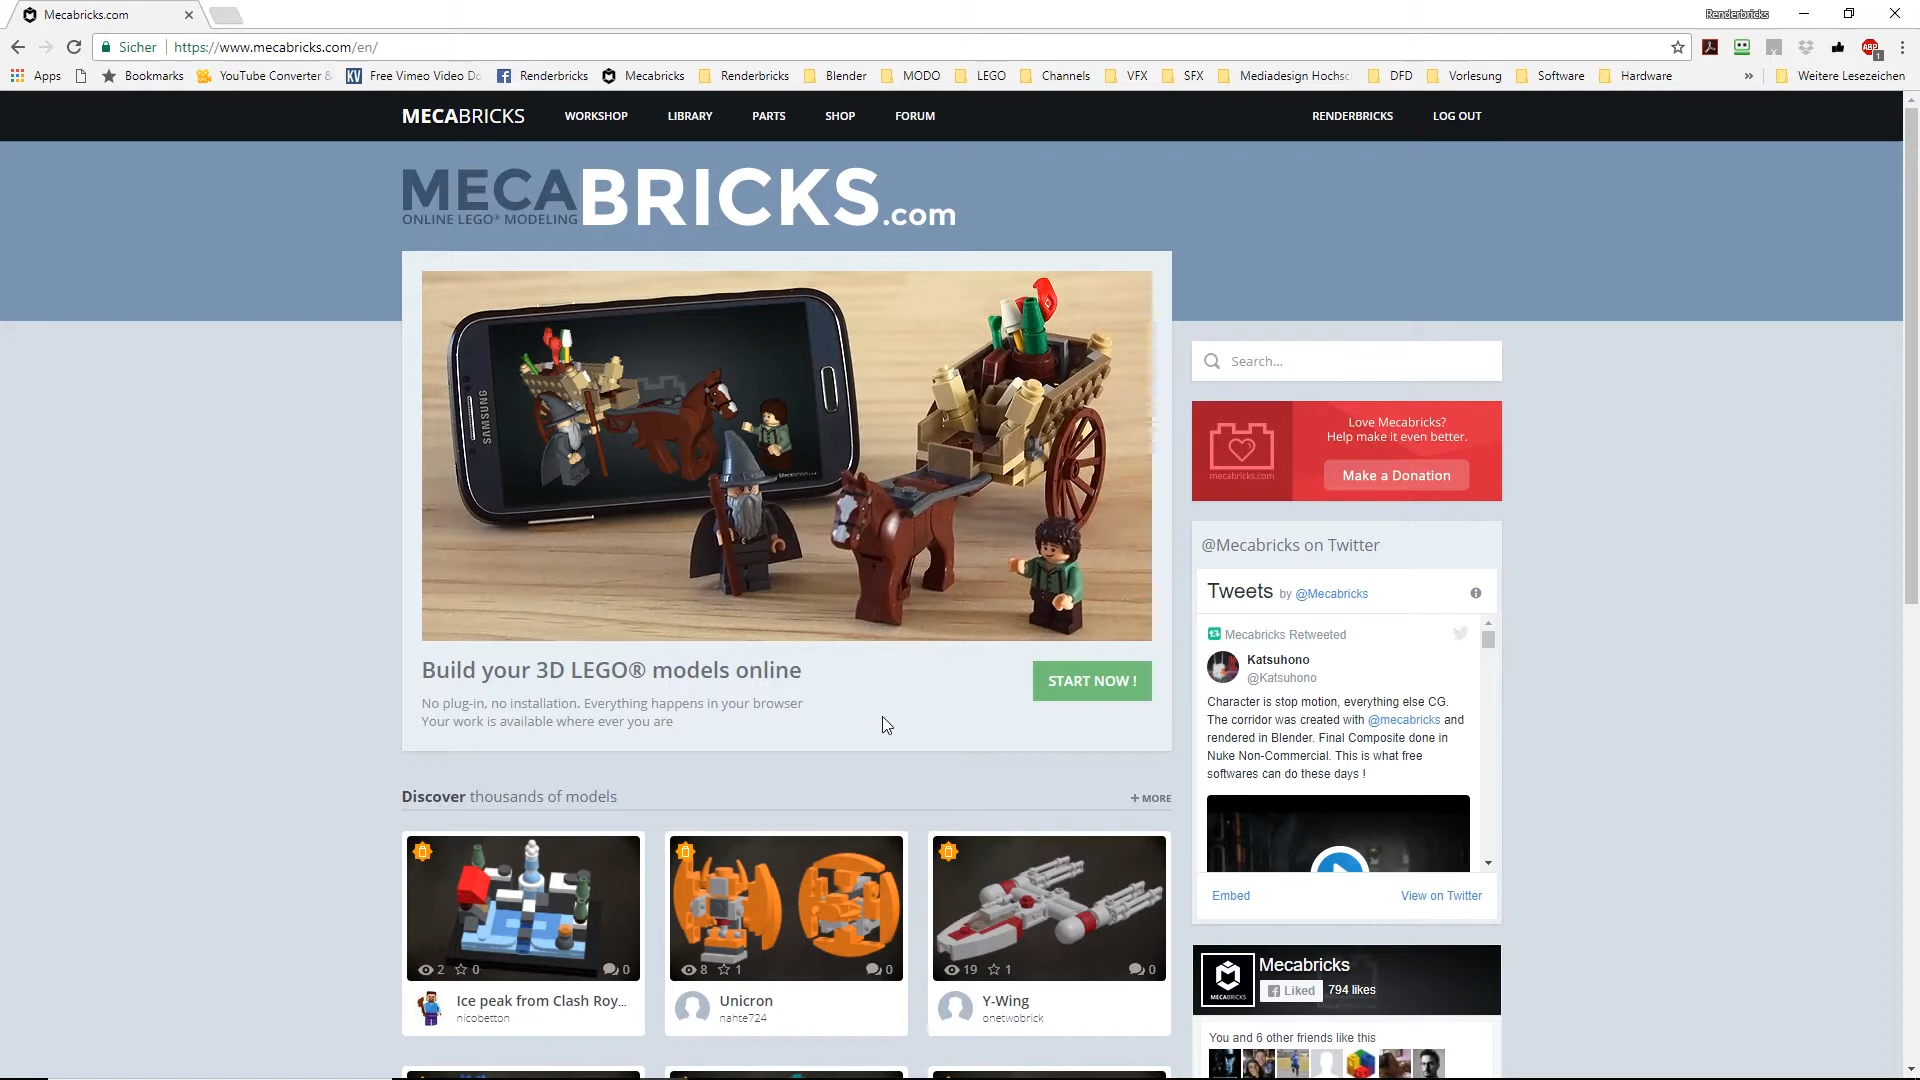 Mecabricks.com
Renderbricks
Sicher https://www.mecabricks.com/en/
ABP 1
Apps Bookmarks YouTube Converter & KV Free Vimeo Video Do Renderbricks Mecabricks Renderbricks Blender MODO LEGO Channels VFX SFX Mediadesign Hochsc DFD Vorlesung Software Hardware » Weitere Lesezeichen
MECABRICKS WORKSHOP LIBRARY PARTS SHOP FORUM RENDERBRICKS LOG OUT
MECABRICKS.com
ONLINE LEGO® MODELING
SAMSUNG
Search...
Love Mecabricks?
Help make it even better.
Make a Donation
mecabricks.com
Build your 3D LEGO® models online
No plug-in, no installation. Everything happens in your browser
Your work is available where ever you are
START NOW !
@Mecabricks on Twitter
Tweets by @Mecabricks
Mecabricks Retweeted
Katsuhono
@Katsuhono
Character is stop motion, everything else CG.
The corridor was created with @mecabricks and
rendered in Blender. Final Composite done in
Nuke Non-Commercial. This is what free
softwares can do these days !
Embed View on Twitter
Discover thousands of models + MORE
2 0 0
Ice peak from Clash Roy...
nicobetton
8 1 0
Unicron
nahte724
19 1 0
Y-Wing
onetwobrick
MECABRICKS
Mecabricks
Liked 794 likes
You and 6 other friends like this